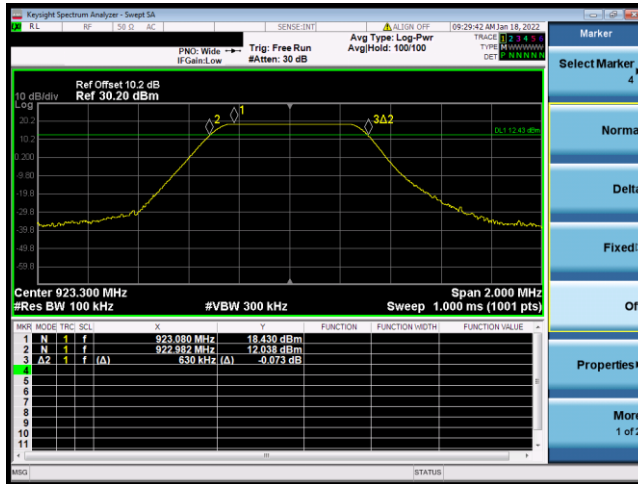 Keysight Spectrum Analyzer - Swept SA
RL RF 50 Ω AC SENSE:INT ALIGN OFF 09:29:42 AM Jan 18, 2022
Avg Type: Log-Pwr TRACE 1 2 3 4 5 6
PNO: Wide Trig: Free Run Avg|Hold: 100/100 TYPE M WWWWW
IFGain:Low #Atten: 30 dB DET P NNNNN
Ref Offset 10.2 dB
10 dB/div Ref 30.20 dBm
Log
20.2
10.2
0.200
-9.80
-19.8
-29.8
-39.8
-49.8
-59.8
1
2
3Δ2
DL1 12.43 dBm
Center 923.300 MHz Span 2.000 MHz
#Res BW 100 kHz #VBW 300 kHz Sweep 1.000 ms (1001 pts)
MKR MODE TRC SCL X Y FUNCTION FUNCTION WIDTH FUNCTION VALUE
1 N 1 f 923.080 MHz 18.430 dBm
2 N 1 f 922.982 MHz 12.038 dBm
3 Δ2 1 f (Δ) 630 kHz (Δ) -0.073 dB
4
5
6
7
8
9
10
11
MSG STATUS
Marker
Select Marker
4
Norma
Delta
Fixed
Of
Properties
More
1 of 2